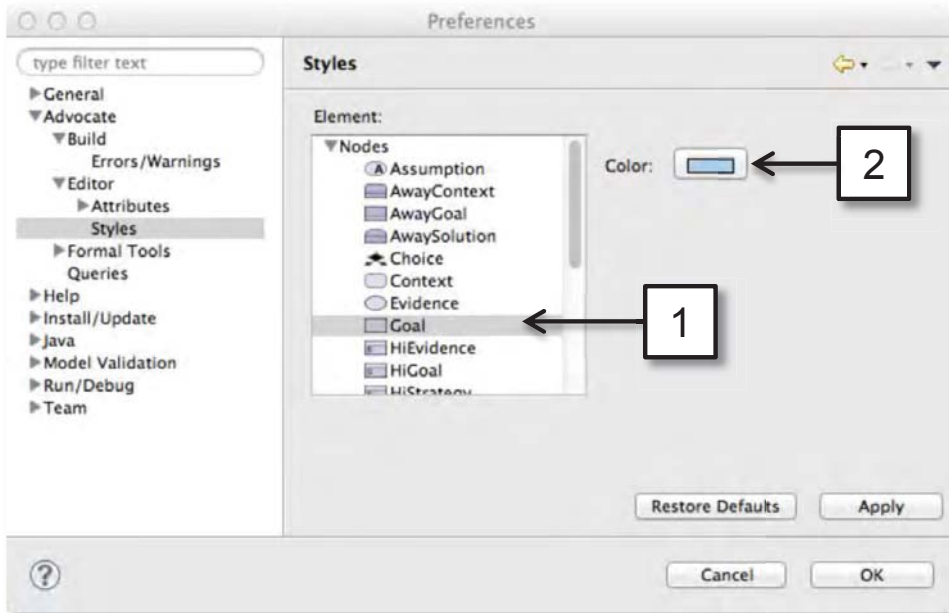 Preferences
type filter text
General
Advocate
Build
Errors/Warnings
Editor
Attributes
Styles
Formal Tools
Queries
Help
Install/Update
Java
Model Validation
Run/Debug
Team
Styles
Element:
Nodes
A Assumption
AwayContext
AwayGoal
AwaySolution
Choice
Context
Evidence
Goal
HiEvidence
HiGoal
HiStrategy
Color:
2
1
Restore Defaults
Apply
?
Cancel
OK